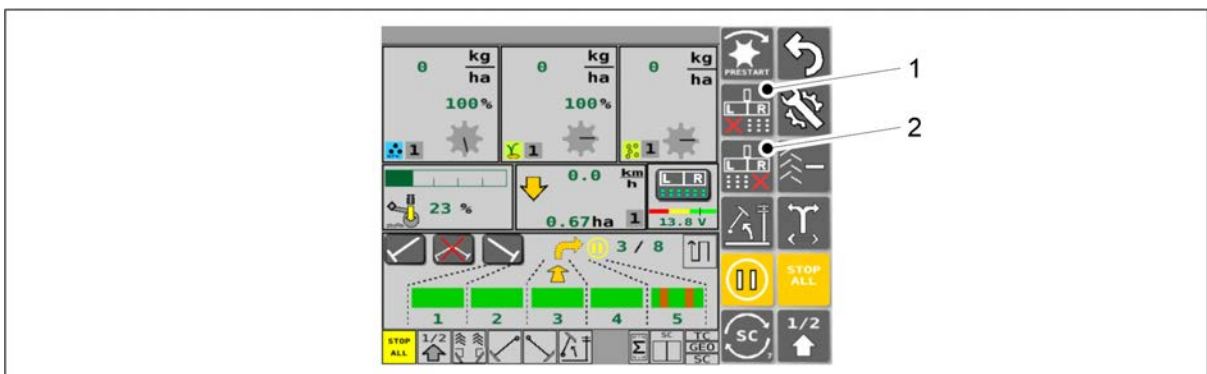 0 kg/ha 0 kg/ha 0 kg/ha
100% 100%
1 1 1
PRESTART
1
L R
2
L R
0.0 km/h
L R
23 %
0.67ha 1 13.8 V
3 / 8
STOP ALL
1 2 3 4 5
STOP ALL 1/2 Σ SC TC GEO SC
SC 7 1/2